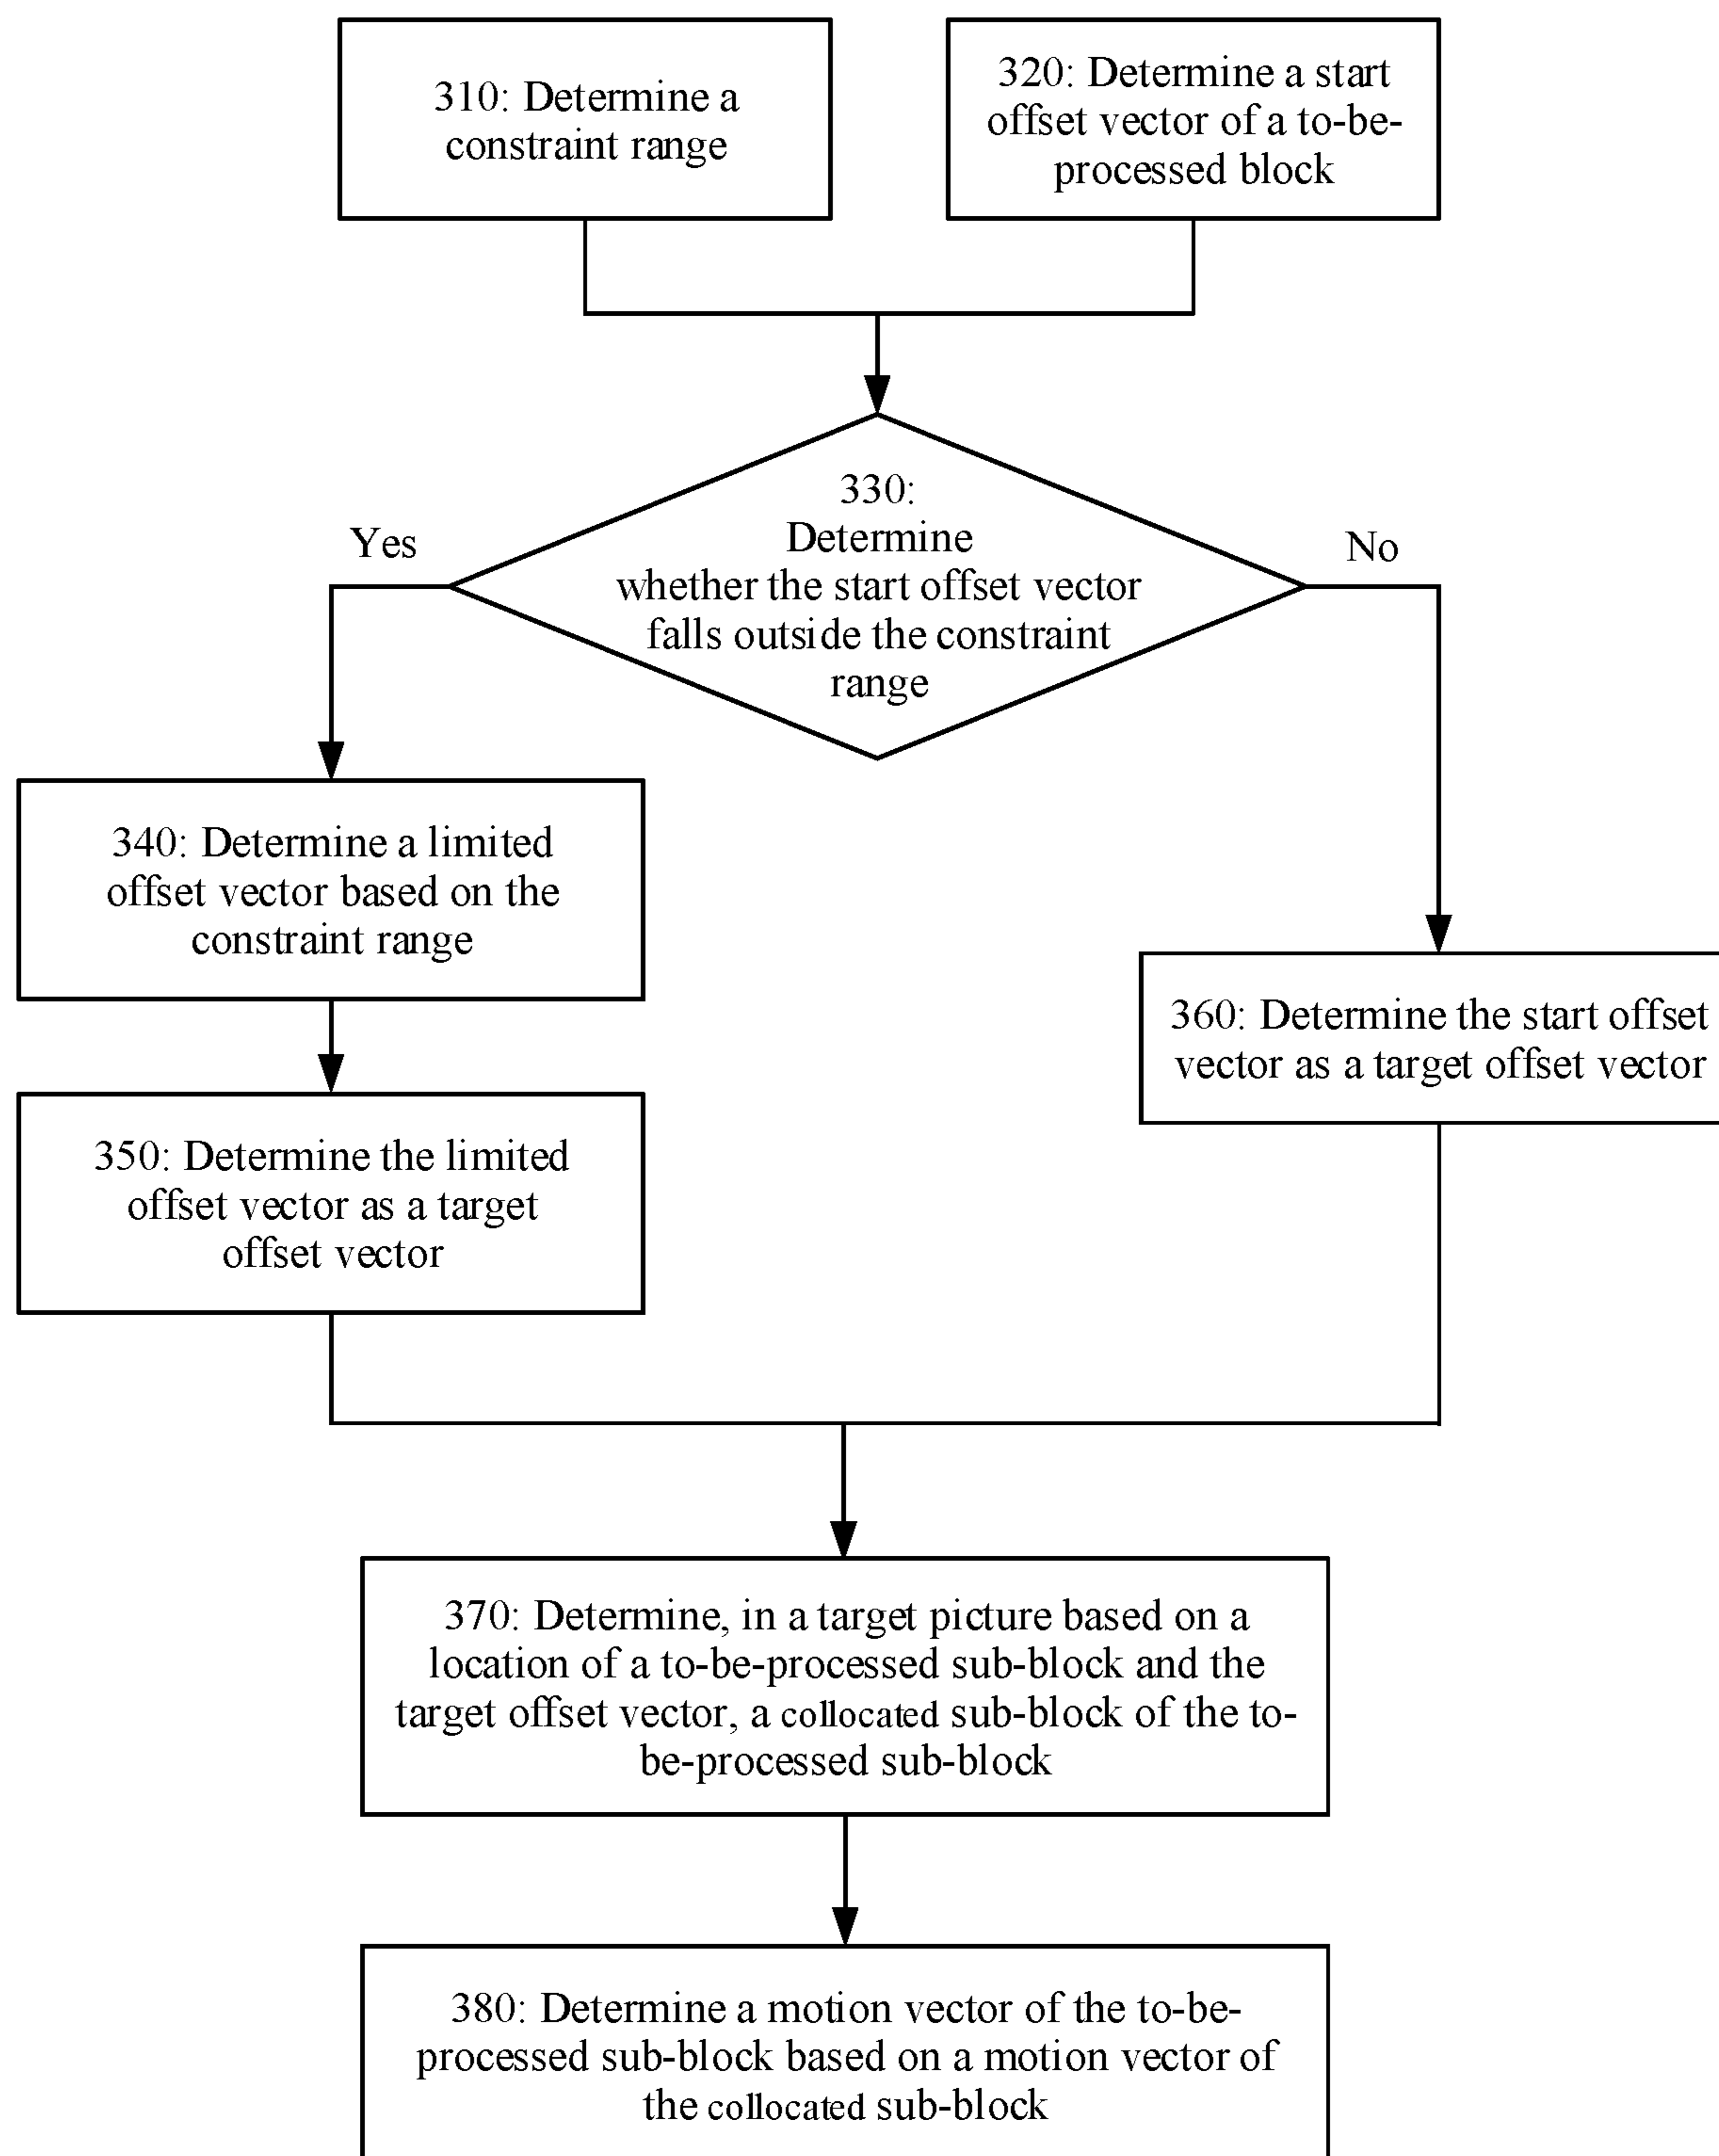 310: Determine a
constraint range
320: Determine a start
offset vector of a to-be-
processed block
330:
Determine
whether the start offset vector
falls outside the constraint
range
Yes
No
340: Determine a limited
offset vector based on the
constraint range
360: Determine the start offset
vector as a target offset vector
350: Determine the limited
offset vector as a target
offset vector
370: Determine, in a target picture based on a
location of a to-be-processed sub-block and the
target offset vector, a collocated sub-block of the to-
be-processed sub-block
380: Determine a motion vector of the to-be-
processed sub-block based on a motion vector of
the collocated sub-block